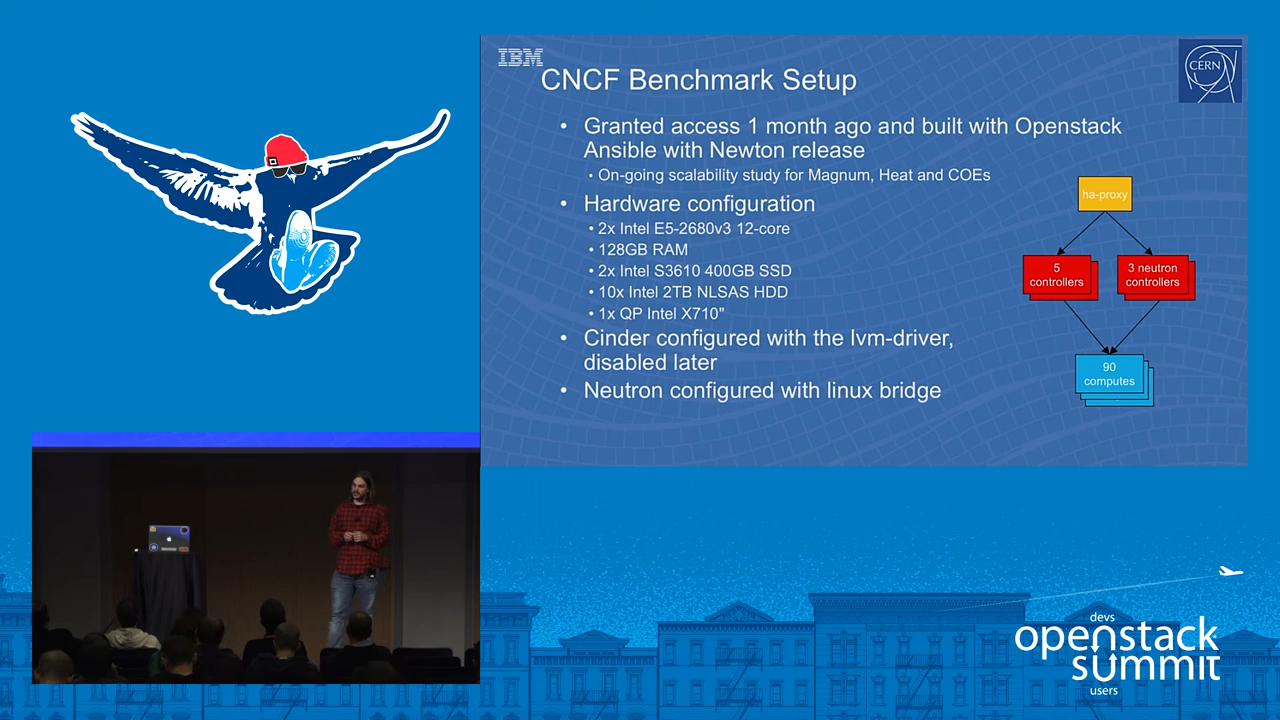 IBM
CERN
CNCF Benchmark Setup
• Granted access 1 month ago and built with Openstack
Ansible with Newton release
• On-going scalability study for Magnum, Heat and COEs
• Hardware configuration
• 2x Intel E5-2680v3 12-core
• 128GB RAM
• 2x Intel S3610 400GB SSD
• 10x Intel 2TB NLSAS HDD
• 1x QP Intel X710"
• Cinder configured with the lvm-driver,
disabled later
• Neutron configured with linux bridge
ha-proxy
5
controllers
3 neutron
controllers
90
computes
devs
openstack
summit
users